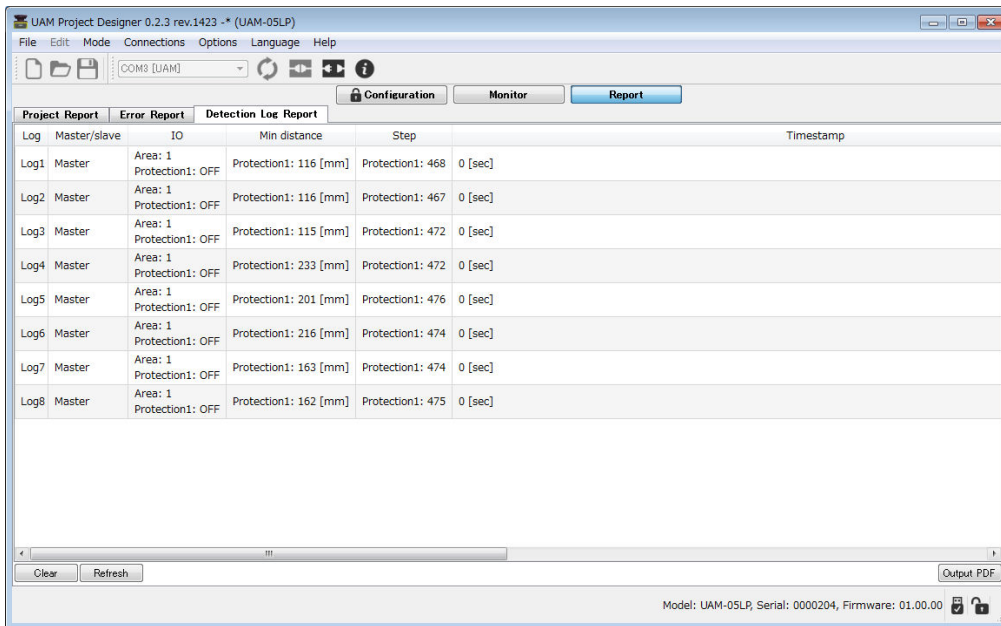 UAM Project Designer 0.2.3 rev.1423 -* (UAM-05LP)
File Edit Mode Connections Options Language Help
COM3 [UAM]
Configuration Monitor Report
Project Report Error Report Detection Log Report
Log Master/slave IO Min distance Step Timestamp
Log1 Master Area: 1 Protection1: OFF Protection1: 116 [mm] Protection1: 468 0 [sec]
Log2 Master Area: 1 Protection1: OFF Protection1: 116 [mm] Protection1: 467 0 [sec]
Log3 Master Area: 1 Protection1: OFF Protection1: 115 [mm] Protection1: 472 0 [sec]
Log4 Master Area: 1 Protection1: OFF Protection1: 233 [mm] Protection1: 472 0 [sec]
Log5 Master Area: 1 Protection1: OFF Protection1: 201 [mm] Protection1: 476 0 [sec]
Log6 Master Area: 1 Protection1: OFF Protection1: 216 [mm] Protection1: 474 0 [sec]
Log7 Master Area: 1 Protection1: OFF Protection1: 163 [mm] Protection1: 474 0 [sec]
Log8 Master Area: 1 Protection1: OFF Protection1: 162 [mm] Protection1: 475 0 [sec]
Clear Refresh Output PDF
Model: UAM-05LP, Serial: 0000204, Firmware: 01.00.00